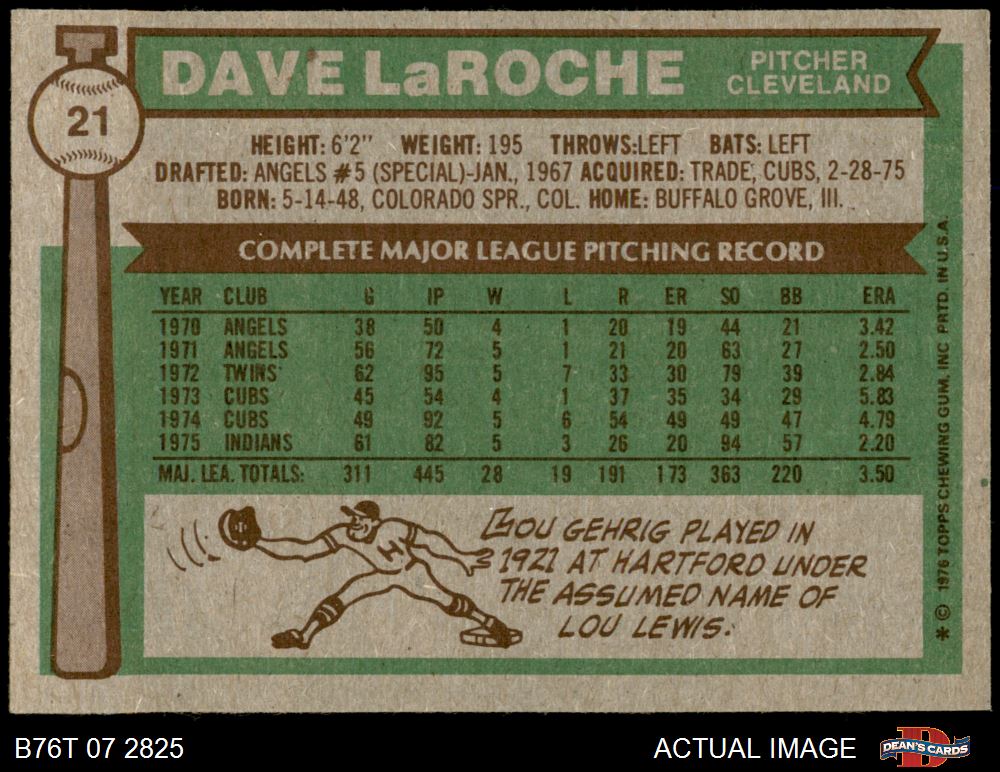 DAVE LaROCHE
PITCHER
CLEVELAND
21
HEIGHT: 6'2" WEIGHT: 195 THROWS:LEFT BATS: LEFT
DRAFTED: ANGELS #5 (SPECIAL)-JAN., 1967 ACQUIRED: TRADE, CUBS, 2-28-75
BORN: 5-14-48, COLORADO SPR., COL. HOME: BUFFALO GROVE, Ill.
COMPLETE MAJOR LEAGUE PITCHING RECORD
YEAR CLUB G IP W L R ER SO BB ERA
1970 ANGELS 38 50 4 1 20 19 44 21 3.42
1971 ANGELS 56 72 5 1 21 20 63 27 2.50
1972 TWINS 62 95 5 7 33 30 79 39 2.84
1973 CUBS 45 54 4 1 37 35 34 29 5.83
1974 CUBS 49 92 5 6 54 49 49 47 4.79
1975 INDIANS 61 82 5 3 26 20 94 57 2.20
MAJ. LEA. TOTALS: 311 445 28 19 191 173 363 220 3.50
H
LOU GEHRIG PLAYED IN
1921 AT HARTFORD UNDER
THE ASSUMED NAME OF
LOU LEWIS.
* © 1976 TOPPS CHEWING GUM, INC PRTD. IN U.S.A.
B76T 07 2825
ACTUAL IMAGE
DEAN'S CARDS